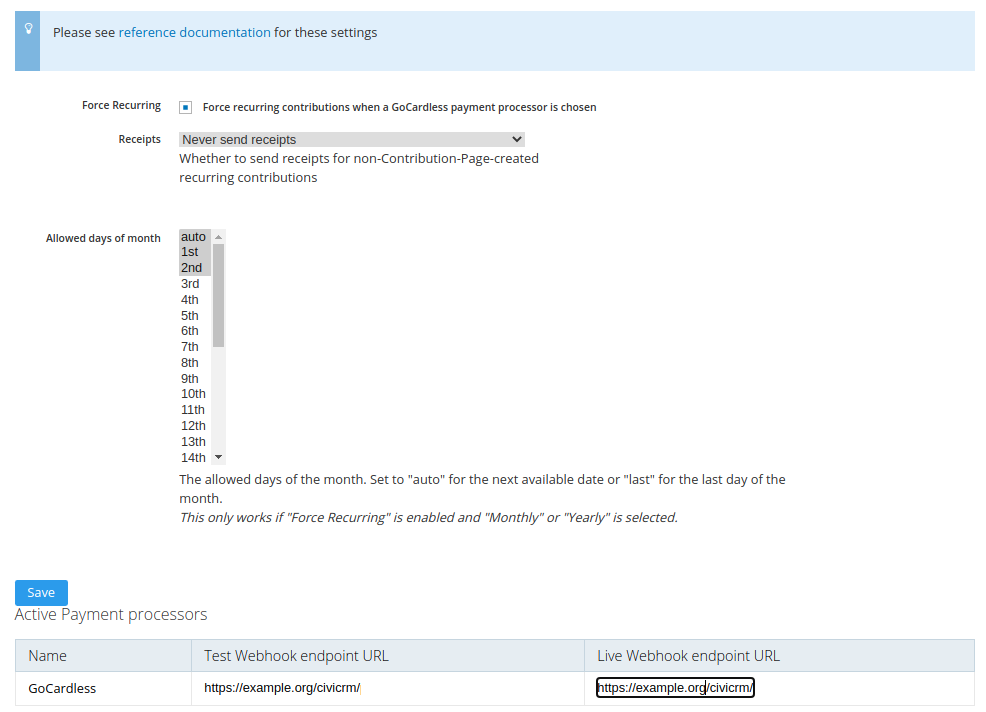 Please see reference documentation for these settings
Force Recurring
Force recurring contributions when a GoCardless payment processor is chosen
Receipts
Never send receipts
Whether to send receipts for non-Contribution-Page-created
recurring contributions
Allowed days of month
auto
1st
2nd
3rd
4th
5th
6th
7th
8th
9th
10th
11th
12th
13th
14th
The allowed days of the month. Set to "auto" for the next available date or "last" for the last day of the
month.
This only works if "Force Recurring" is enabled and "Monthly" or "Yearly" is selected.
Save
Active Payment processors
Name Test Webhook endpoint URL Live Webhook endpoint URL
GoCardless https://example.org/civicrm/ https://example.org/civicrm/